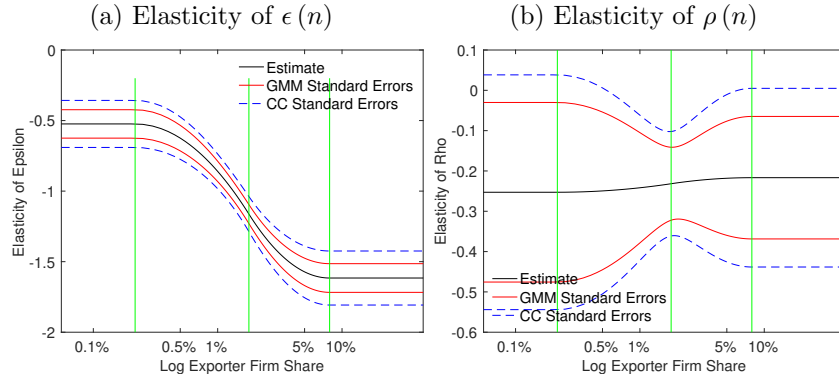 (a) Elasticity of ϵ (n)
0
-0.5
-1
-1.5
-2
Elasticity of Epsilon
Estimate
GMM Standard Errors
CC Standard Errors
0.1%
0.5%
1%
5%
10%
Log Exporter Firm Share
(b) Elasticity of ρ (n)
0.1
0
-0.1
-0.2
-0.3
-0.4
-0.5
-0.6
Elasticity of Rho
Estimate
GMM Standard Errors
CC Standard Errors
0.1%
0.5%
1%
5%
10%
Log Exporter Firm Share